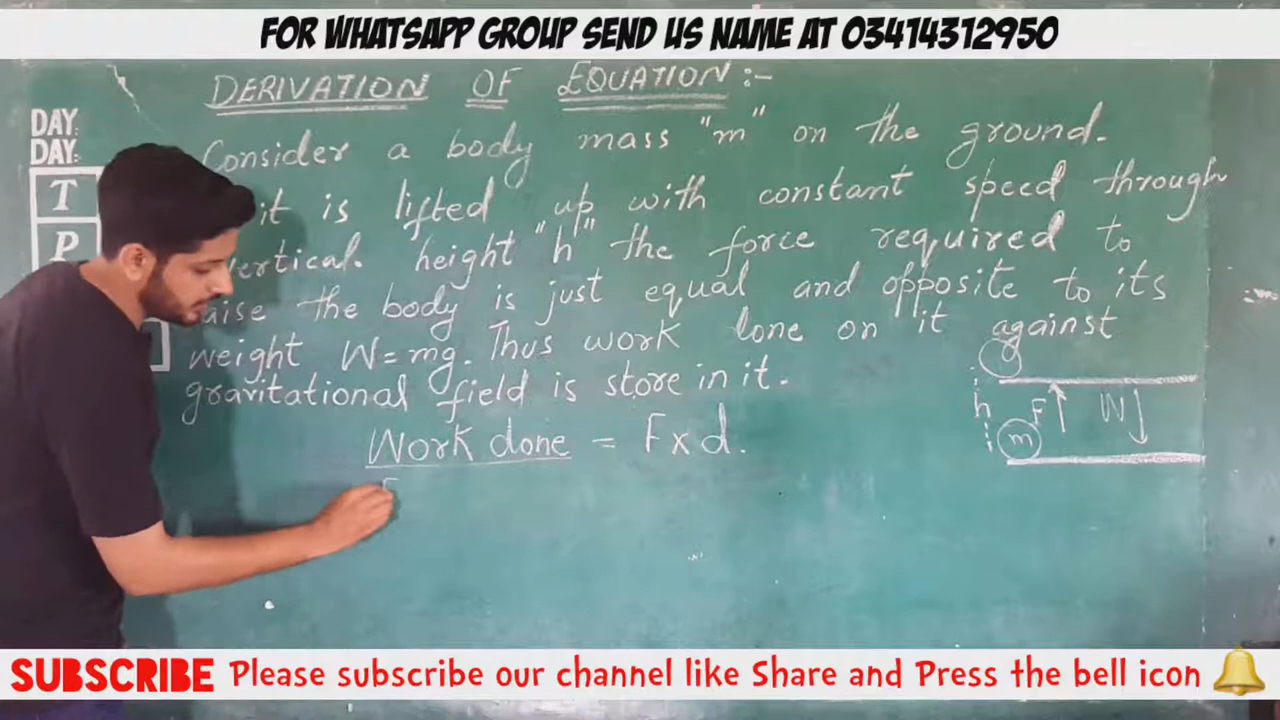 FOR WHATSAPP GROUP SEND US NAME AT 03414312950
DERIVATION OF EQUATION :-
DAY:
DAY:
T
P
Consider a body mass "m" on the ground.
it is lifted up with constant speed through
vertical. height "h" the force required to
raise the body is just equal and opposite to its
weight W = mg. Thus work lone on it against
gravitational field is store in it.
Work done = F x d.
F
h
F
W
m
SUBSCRIBE Please subscribe our channel like Share and Press the bell icon